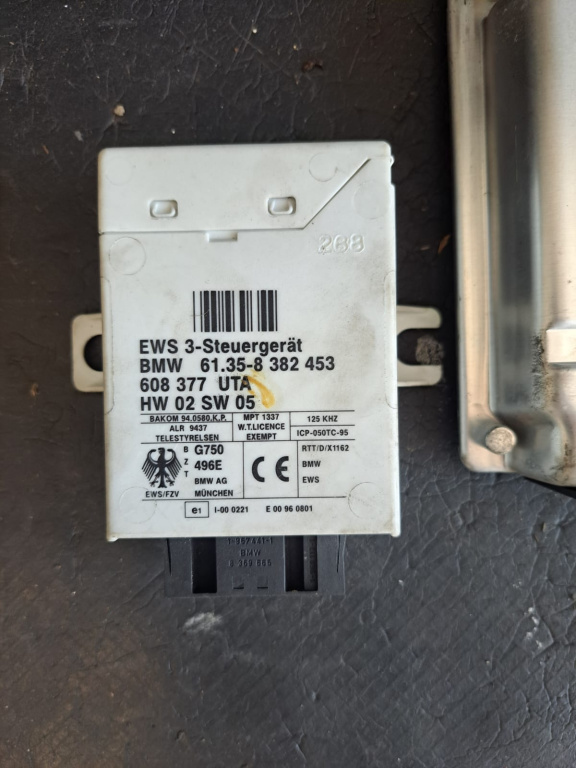 268
EWS 3-Steuergerät
BMW 61.35-8 382 453
608 377 UTA
HW 02 SW 05
BAKOM 94.0580.K.P. MPT 1337 125 KHZ
ALR 9437 W.T.LICENCE
TELESTYRELSEN EXEMPT ICP-050TC-95
B G750 RTT/D/X1162
Z 496E CE BMW
T BMW AG EWS
EWS/FZV MÜNCHEN
e1 I-00 0221 E 00 96 0801
BMW